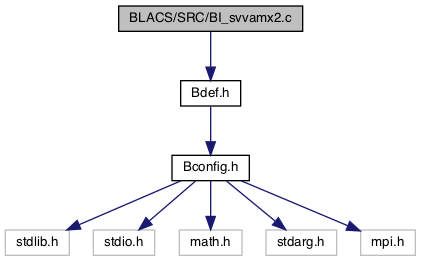 BLACS/SRC/BI_svvamx2.c
Bdef.h
Bconfig.h
stdlib.h
stdio.h
math.h
stdarg.h
mpi.h